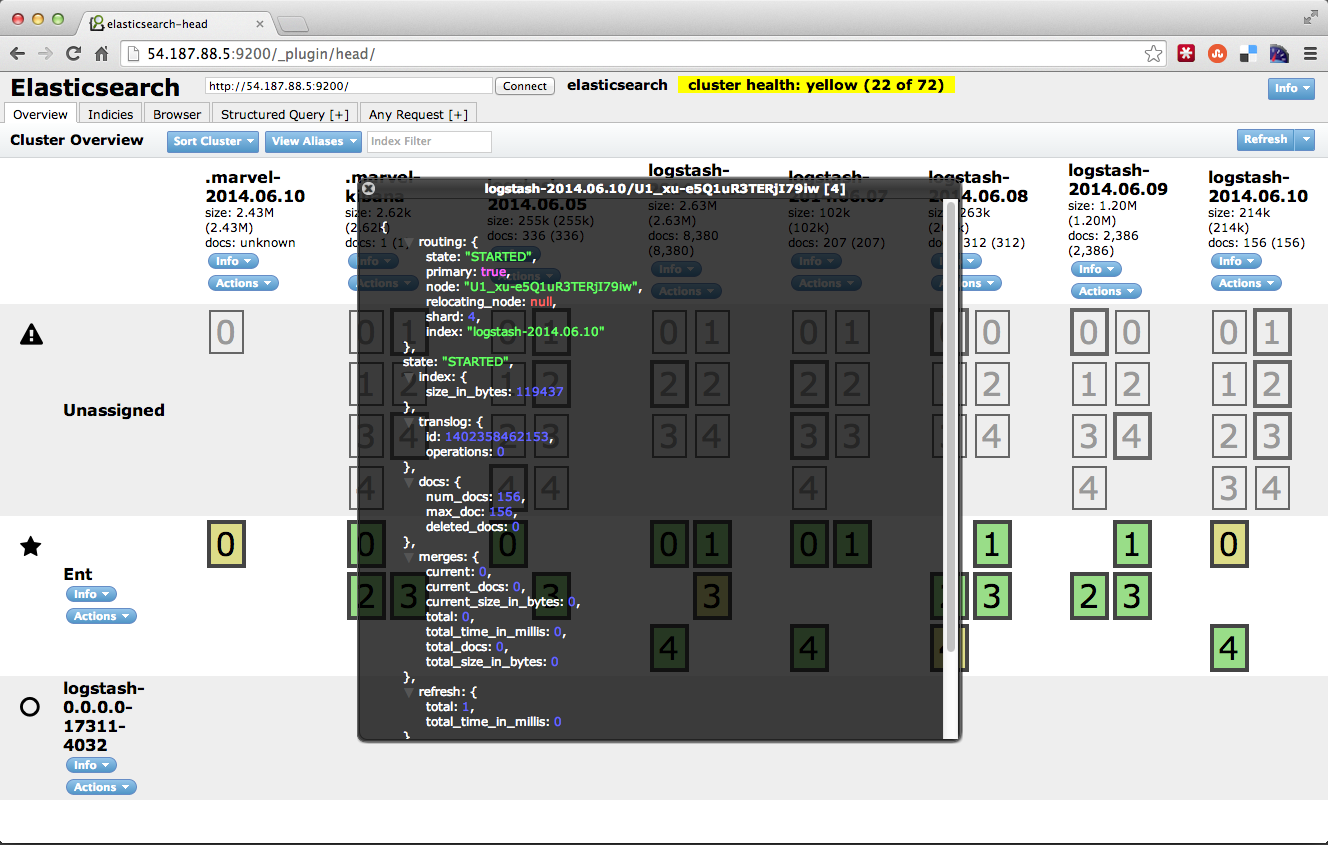 elasticsearch-head
54.187.88.5:9200/_plugin/head/
Elasticsearch
http://54.187.88.5:9200/
Connect
elasticsearch
cluster health: yellow (22 of 72)
Info
Overview
Indicies
Browser
Structured Query [+]
Any Request [+]
Cluster Overview
Sort Cluster
View Aliases
Index Filter
Refresh
.marvel-
2014.06.10
size: 2.43M
(2.43M)
docs: unknown
Info
Actions
.marvel-
size: 2.62M
(2.62M)
docs: 1 (1
Info
Actions
2014.06.05
size: 255k (255k)
docs: 336 (336)
Actions
logstash-
size: 2.63M
(2.63M)
docs: 8,380
(8,380)
Info
Actions
logstash-
2014.06.07
size: 102k
(102k)
docs: 207 (207)
Info
Actions
logstash-
2014.06.08
size: 263k
312 (312)
Info
Actions
logstash-
2014.06.09
size: 1.20M
(1.20M)
docs: 2,386
(2,386)
Info
Actions
logstash-
2014.06.10
size: 214k
(214k)
docs: 156 (156)
Info
Actions
logstash-2014.06.10/U1_xu-e5Q1uR3TERjI79iw [4]
{
routing: {
state: "STARTED",
primary: true,
node: "U1_xu-e5Q1uR3TERjI79iw",
relocating_node: null,
shard: 4,
index: "logstash-2014.06.10"
},
state: "STARTED",
index: {
size_in_bytes: 119437
},
translog: {
id: 1402358462153,
operations: 0
},
docs: {
num_docs: 156,
max_doc: 156,
deleted_docs: 0
},
merges: {
current: 0,
current_docs: 0,
current_size_in_bytes: 0,
total: 0,
total_time_in_millis: 0,
total_docs: 0,
total_size_in_bytes: 0
},
refresh: {
total: 1,
total_time_in_millis: 0
}
Unassigned
0 0 1 0 1 0 1 0 1 0 0 0 0 1
1 2 1 2 2 2 2 2 2 1 2 1 2
3 4 2 3 3 4 3 3 4 3 4 2 3
4 4 4 4 4 3 4
Ent
Info
Actions
0 0 0 0 1 0 1 1 1 0
2 3 3 3 3 2 3
4 4 4
logstash-
0.0.0.0-
17311-
4032
Info
Actions